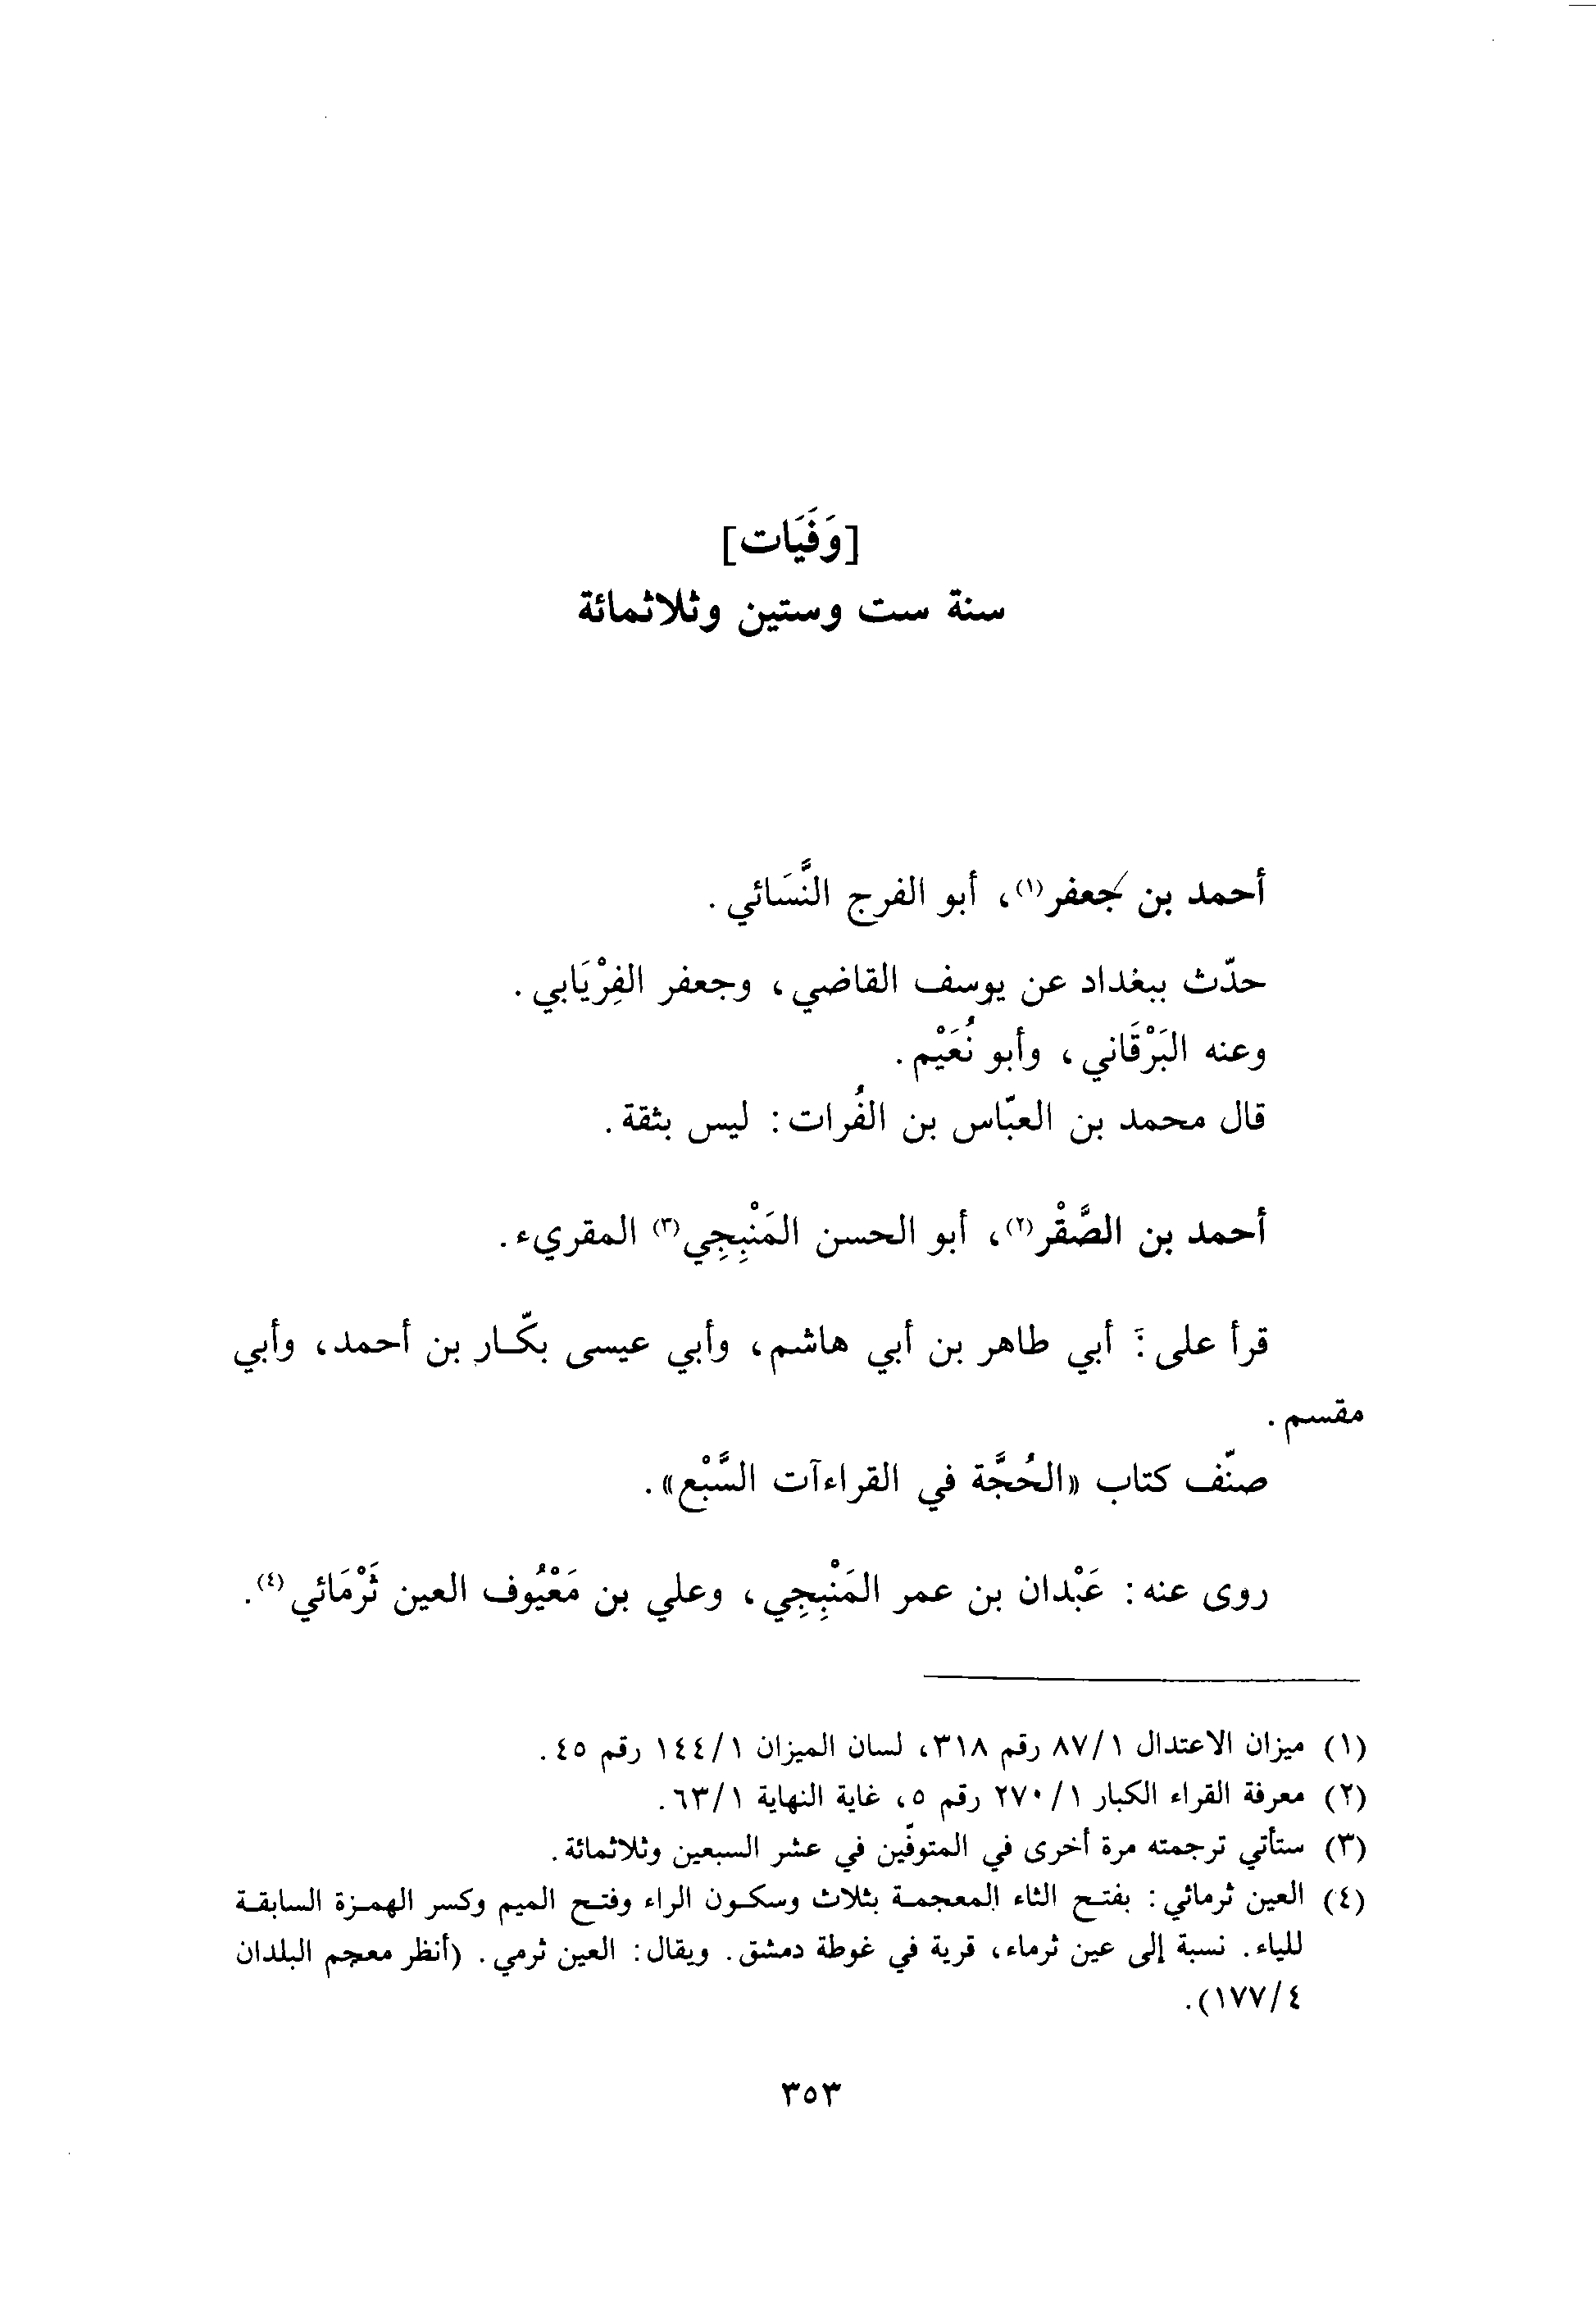 [وَفَيَات]
سنة ست وستين وثلاثمائة
أحمد بن جعفر(١)، أبو الفرج النَّسَائي.
حدّث ببغداد عن يوسف القاضي، وجعفر الفِرْيَابي.
وعنه البَرْقَاني، وأبو نُعَيْم.
قال محمد بن العبّاس بن الفُرات: ليس بثقة.
أحمد بن الصَّقْر(٢)، أبو الحسن المَنْبِجِي(٣) المقريء.
قرأ على: أبي طاهر بن أبي هاشم، وأبي عيسى بكّار بن أحمد، وأبي
مقسم.
صنّف كتاب «الحُجَّة في القراءآت السَّبْع».
روى عنه: عَبْدان بن عمر المَنْبِجِي، وعلي بن مَعْيُوف العين ثَرْمَائي(٤).
(١) ميزان الاعتدال ٨٧/١ رقم ٣١٨، لسان الميزان ١٤٤/١ رقم ٤٥.
(٢) معرفة القراء الكبار ٢٧٠/١ رقم ٥، غاية النهاية ٦٣/١.
(٣) ستأتي ترجمته مرة أخرى في المتوفّين في عشر السبعين وثلاثمائة.
(٤) العين ثرمائي: بفتح الثاء المعجمة بثلاث وسكون الراء وفتح الميم وكسر الهمزة السابقة
للياء. نسبة إلى عين ثرماء، قرية في غوطة دمشق. ويقال: العين ثرمي. (أنظر معجم البلدان
١٧٧/٤).
٣٥٣